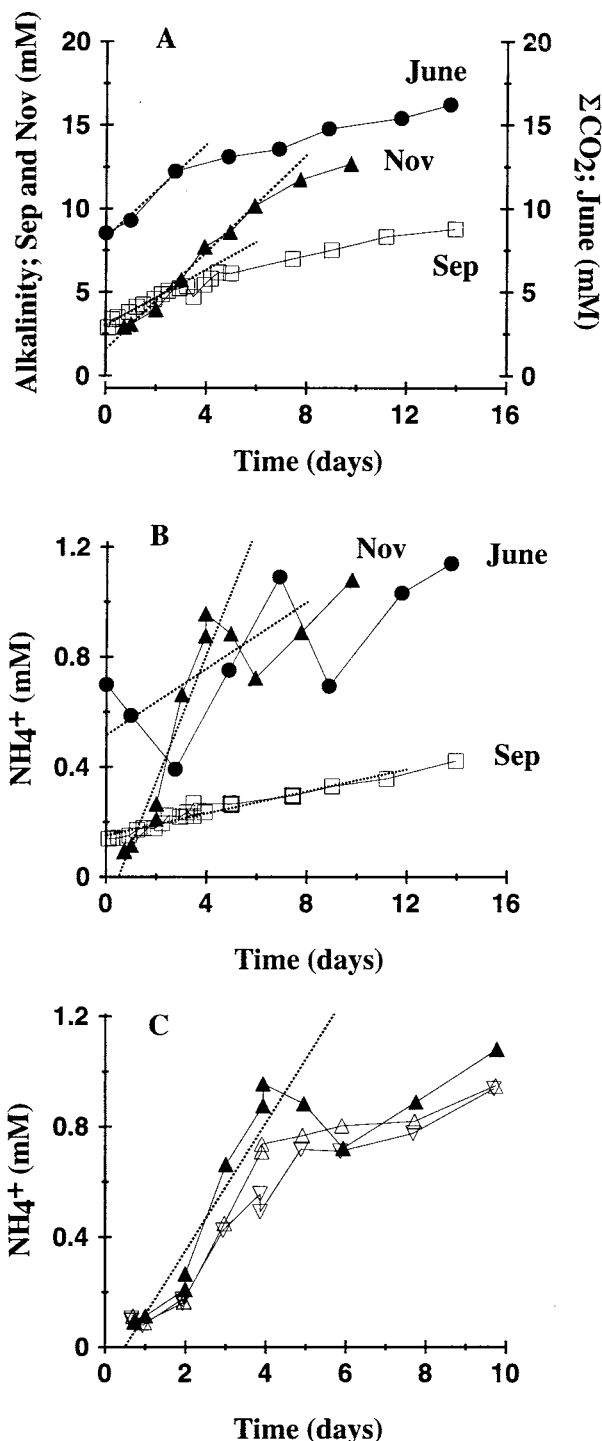 A
20
15
10
5
0
Alkalinity; Sep and Nov (mM)
June
Nov
Sep
20
15
10
5
0
ΣCO2; June (mM)
0 4 8 12 16
Time (days)
B
1.2
0.8
0.4
0
NH4+ (mM)
Nov
June
Sep
0 4 8 12 16
Time (days)
C
1.2
0.8
0.4
0
NH4+ (mM)
0 2 4 6 8 10
Time (days)